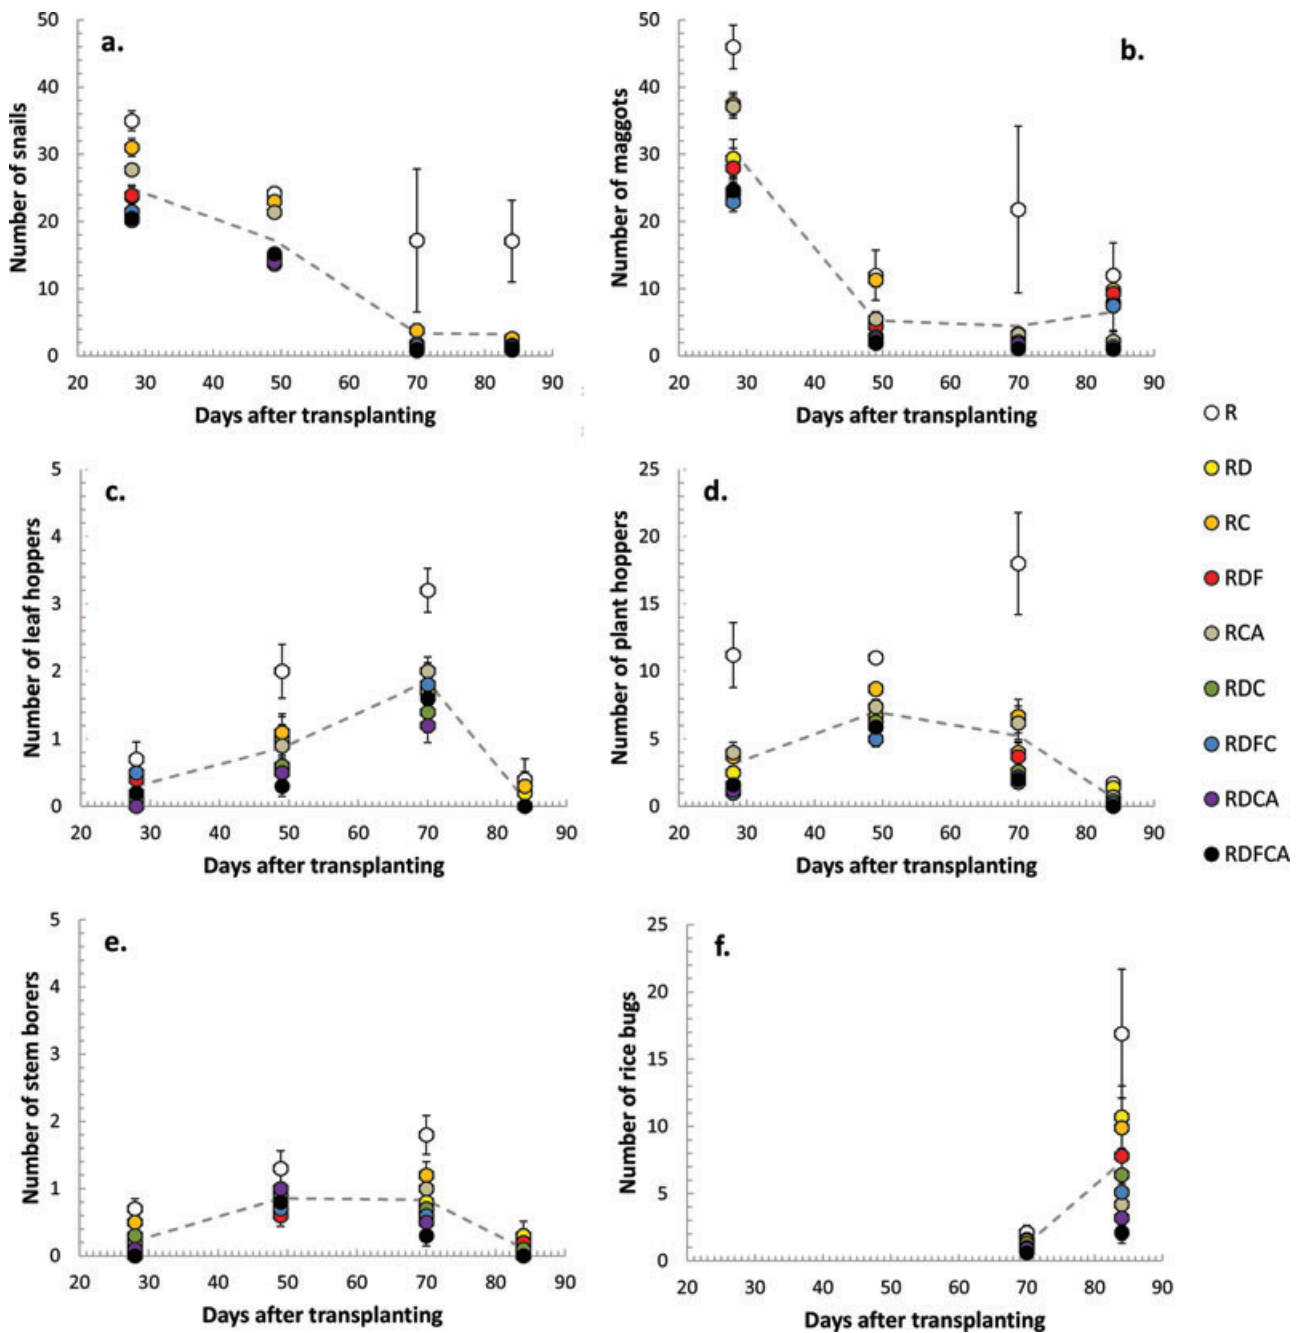 a.
Number of snails
50
40
30
20
10
0
20 30 40 50 60 70 80 90
Days after transplanting
b.
Number of maggots
50
40
30
20
10
0
20 30 40 50 60 70 80 90
Days after transplanting
c.
Number of leaf hoppers
5
4
3
2
1
0
20 30 40 50 60 70 80 90
Days after transplanting
d.
Number of plant hoppers
25
20
15
10
5
0
20 30 40 50 60 70 80 90
Days after transplanting
R
RD
RC
RDF
RCA
RDC
RDFC
RDCA
RDFCA
e.
Number of stem borers
5
4
3
2
1
0
20 30 40 50 60 70 80 90
Days after transplanting
f.
Number of rice bugs
25
20
15
10
5
0
20 30 40 50 60 70 80 90
Days after transplanting